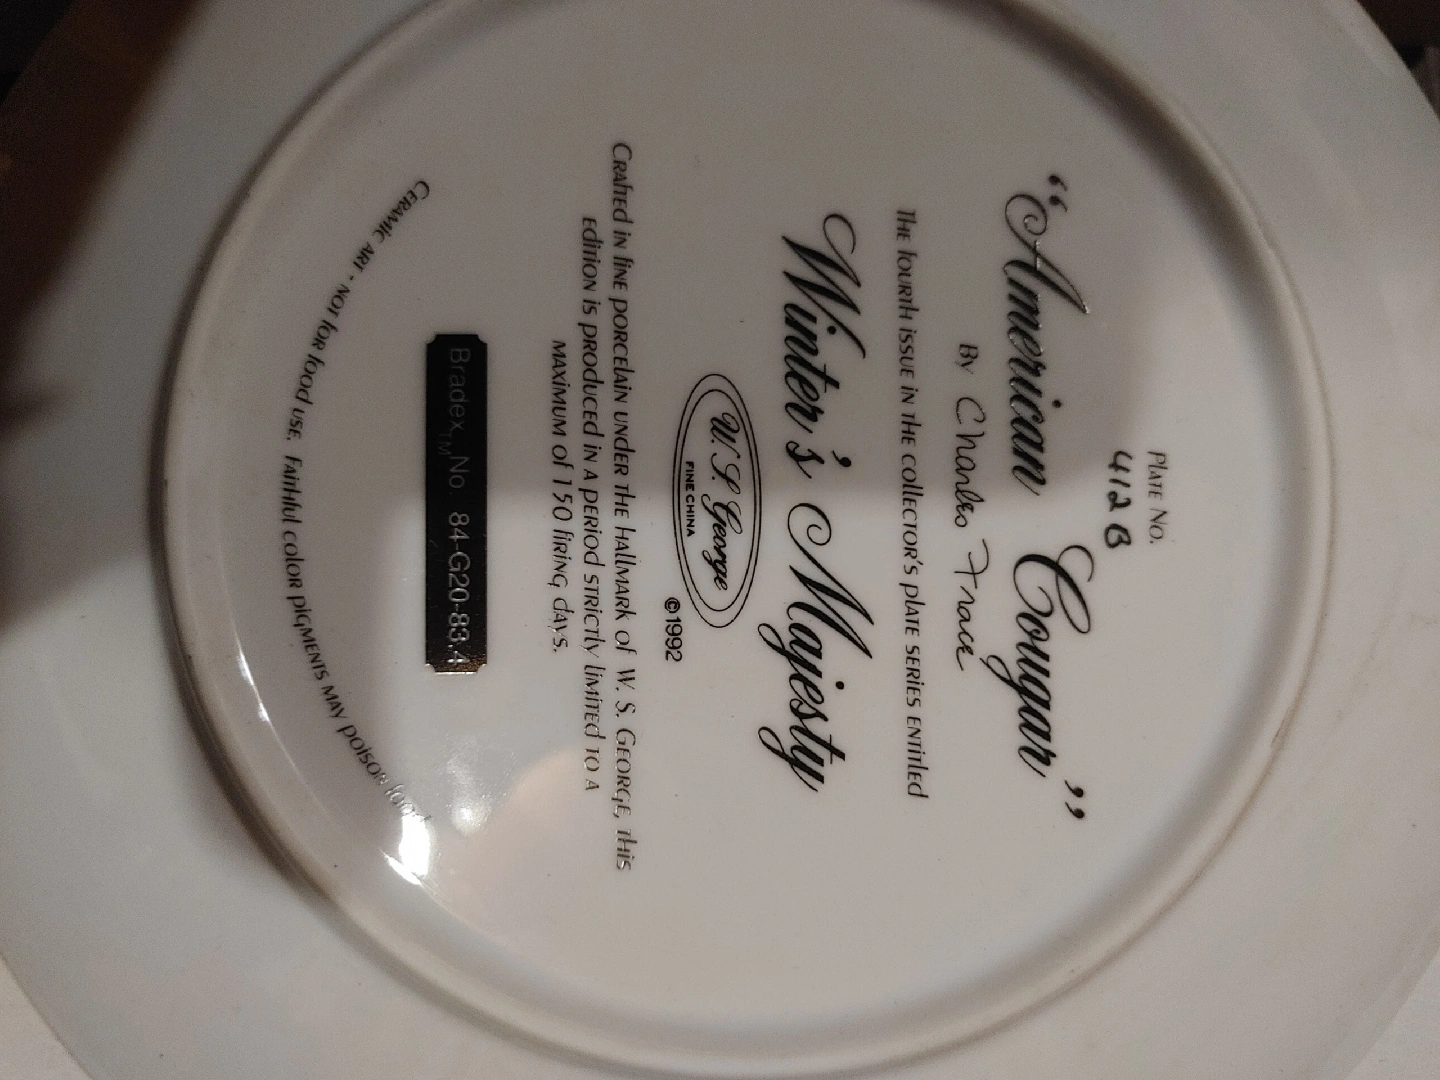 Plate No.
412B
"American Cougar"
By Charles Frace
The fourth issue in the collector's plate series entitled
Winter's Majesty
W. S. George
FINE CHINA
©1992
Crafted in fine porcelain under the hallmark of W. S. George, this
edition is produced in a period strictly limited to a
maximum of 150 firing days.
Bradex™ No. 84-G20-83.4
Ceramic art - not for food use. Faithful color pigments may poison food.